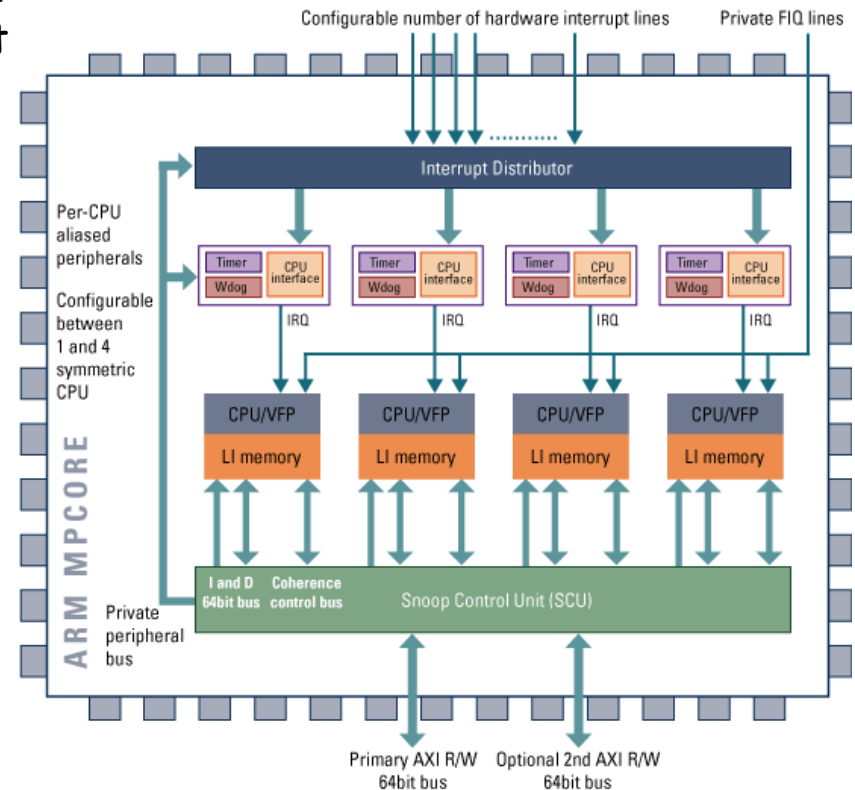 Configurable number of hardware interrupt lines
Private FIQ lines
Interrupt Distributor
Per-CPU
aliased
peripherals
Configurable
between
1 and 4
symmetric
CPU
Timer
Wdog
CPU
interface
Timer
Wdog
CPU
interface
Timer
Wdog
CPU
interface
Timer
Wdog
CPU
interface
IRQ
IRQ
IRQ
IRQ
CPU/VFP
LI memory
CPU/VFP
LI memory
CPU/VFP
LI memory
CPU/VFP
LI memory
ARM MPCORE
I and D
64bit bus
Coherence
control bus
Snoop Control Unit (SCU)
Private
peripheral
bus
Primary AXI R/W
64bit bus
Optional 2nd AXI R/W
64bit bus